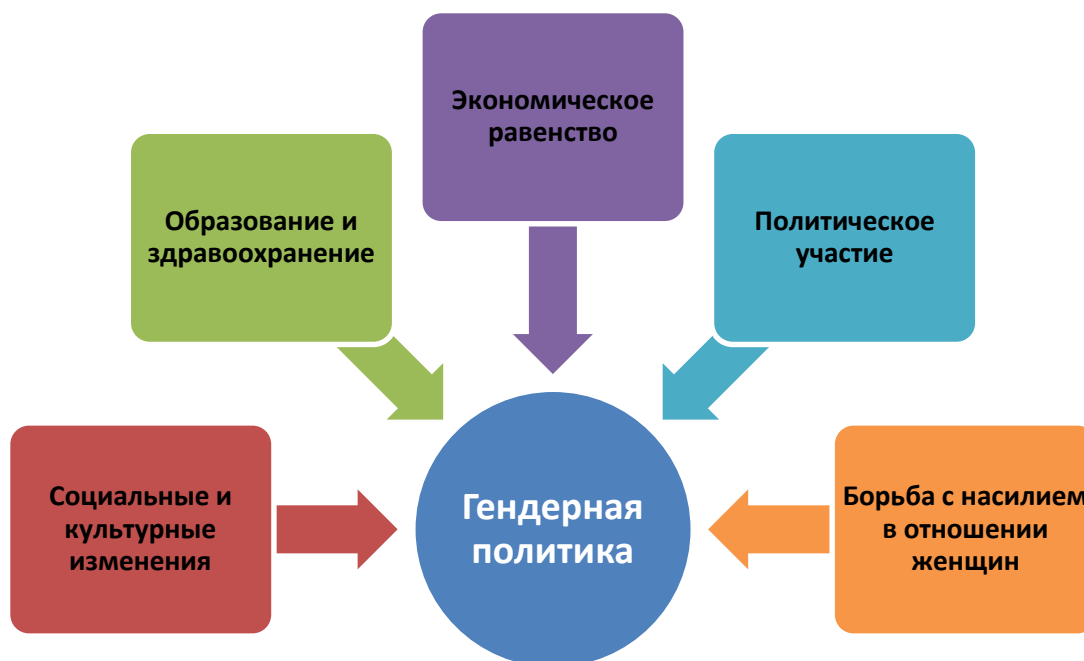 Экономическое
равенство
Образование и
здравоохранение
Политическое
участие
Социальные и
культурные
изменения
Гендерная
политика
Борьба с насилием
в отношении
женщин